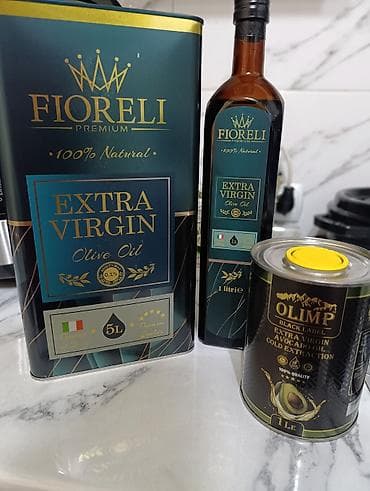 FIORELI
PREMIUM
100% Natural
EXTRA
VIRGIN
Olive Oil
5L
FIORELI
PREMIUM
100% Natural
EXTRA
VIRGIN
Olive Oil
1 litri e
OLIMP
BLACK LABEL
EXTRA VIRGIN
AVOCADO OIL
COLD EXTRACTION
100% QUALITY
1 L e